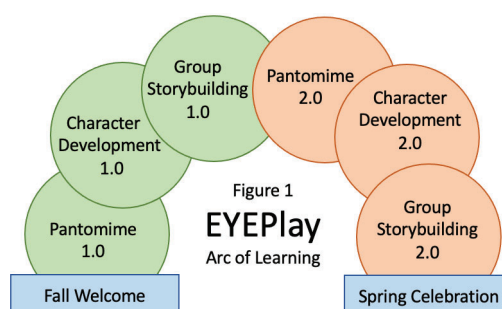 Group
Storybuilding
1.0
Pantomime
2.0
Character
Development
1.0
Character
Development
2.0
Pantomime
1.0
Figure 1
EYEPlay
Arc of Learning
Group
Storybuilding
2.0
Fall Welcome
Spring Celebration